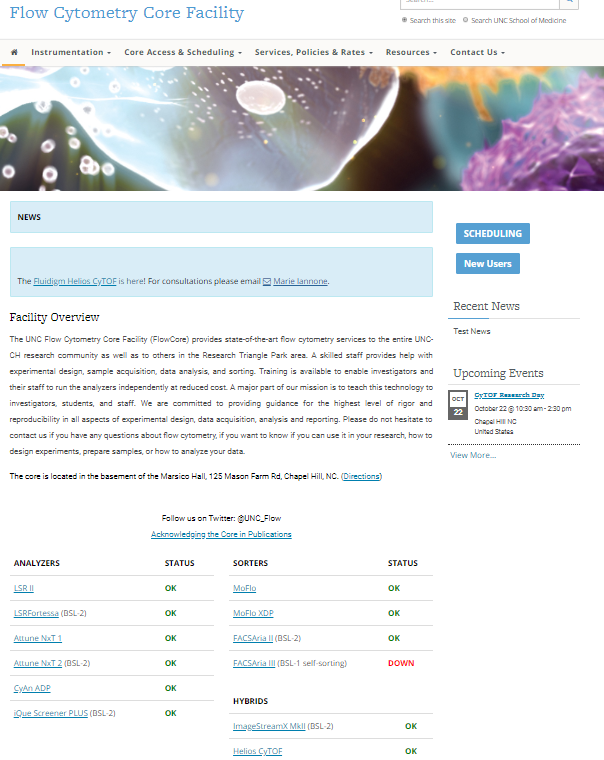 Flow Cytometry Core Facility
Search...
Search this site Search UNC School of Medicine
Instrumentation Core Access & Scheduling Services, Policies & Rates Resources Contact Us
NEWS
The Fluidigm Helios CyTOF is here! For consultations please email Marie Iannone.
Facility Overview
The UNC Flow Cytometry Core Facility (FlowCore) provides state-of-the-art flow cytometry services to the entire UNC-
CH research community as well as to others in the Research Triangle Park area. A skilled staff provides help with
experimental design, sample acquisition, data analysis, and sorting. Training is available to enable investigators and
their staff to run the analyzers independently at reduced cost. A major part of our mission is to teach this technology to
investigators, students, and staff. We are committed to providing guidance for the highest level of rigor and
reproducibility in all aspects of experimental design, data acquisition, analysis and reporting. Please do not hesitate to
contact us if you have any questions about flow cytometry, if you want to know if you can use it in your research, how to
design experiments, prepare samples, or how to analyze your data.
The core is located in the basement of the Marsico Hall, 125 Mason Farm Rd, Chapel Hill, NC. (Directions)
Follow us on Twitter: @UNC_Flow
Acknowledging the Core in Publications
ANALYZERS STATUS
LSR II OK
LSRFortessa (BSL-2) OK
Attune NxT 1 OK
Attune NxT 2 (BSL-2) OK
CyAn ADP OK
iQue Screener PLUS (BSL-2) OK
SORTERS STATUS
MoFlo OK
MoFlo XDP OK
FACSAria II (BSL-2) OK
FACSAria III (BSL-1 self-sorting) DOWN
HYBRIDS
ImageStreamX MkII (BSL-2) OK
Helios CyTOF OK
SCHEDULING
New Users
Recent News
Test News
Upcoming Events
OCT
22
CyTOF Research Day
October 22 @ 10:30 am - 2:30 pm
Chapel Hill NC
United States
View More...